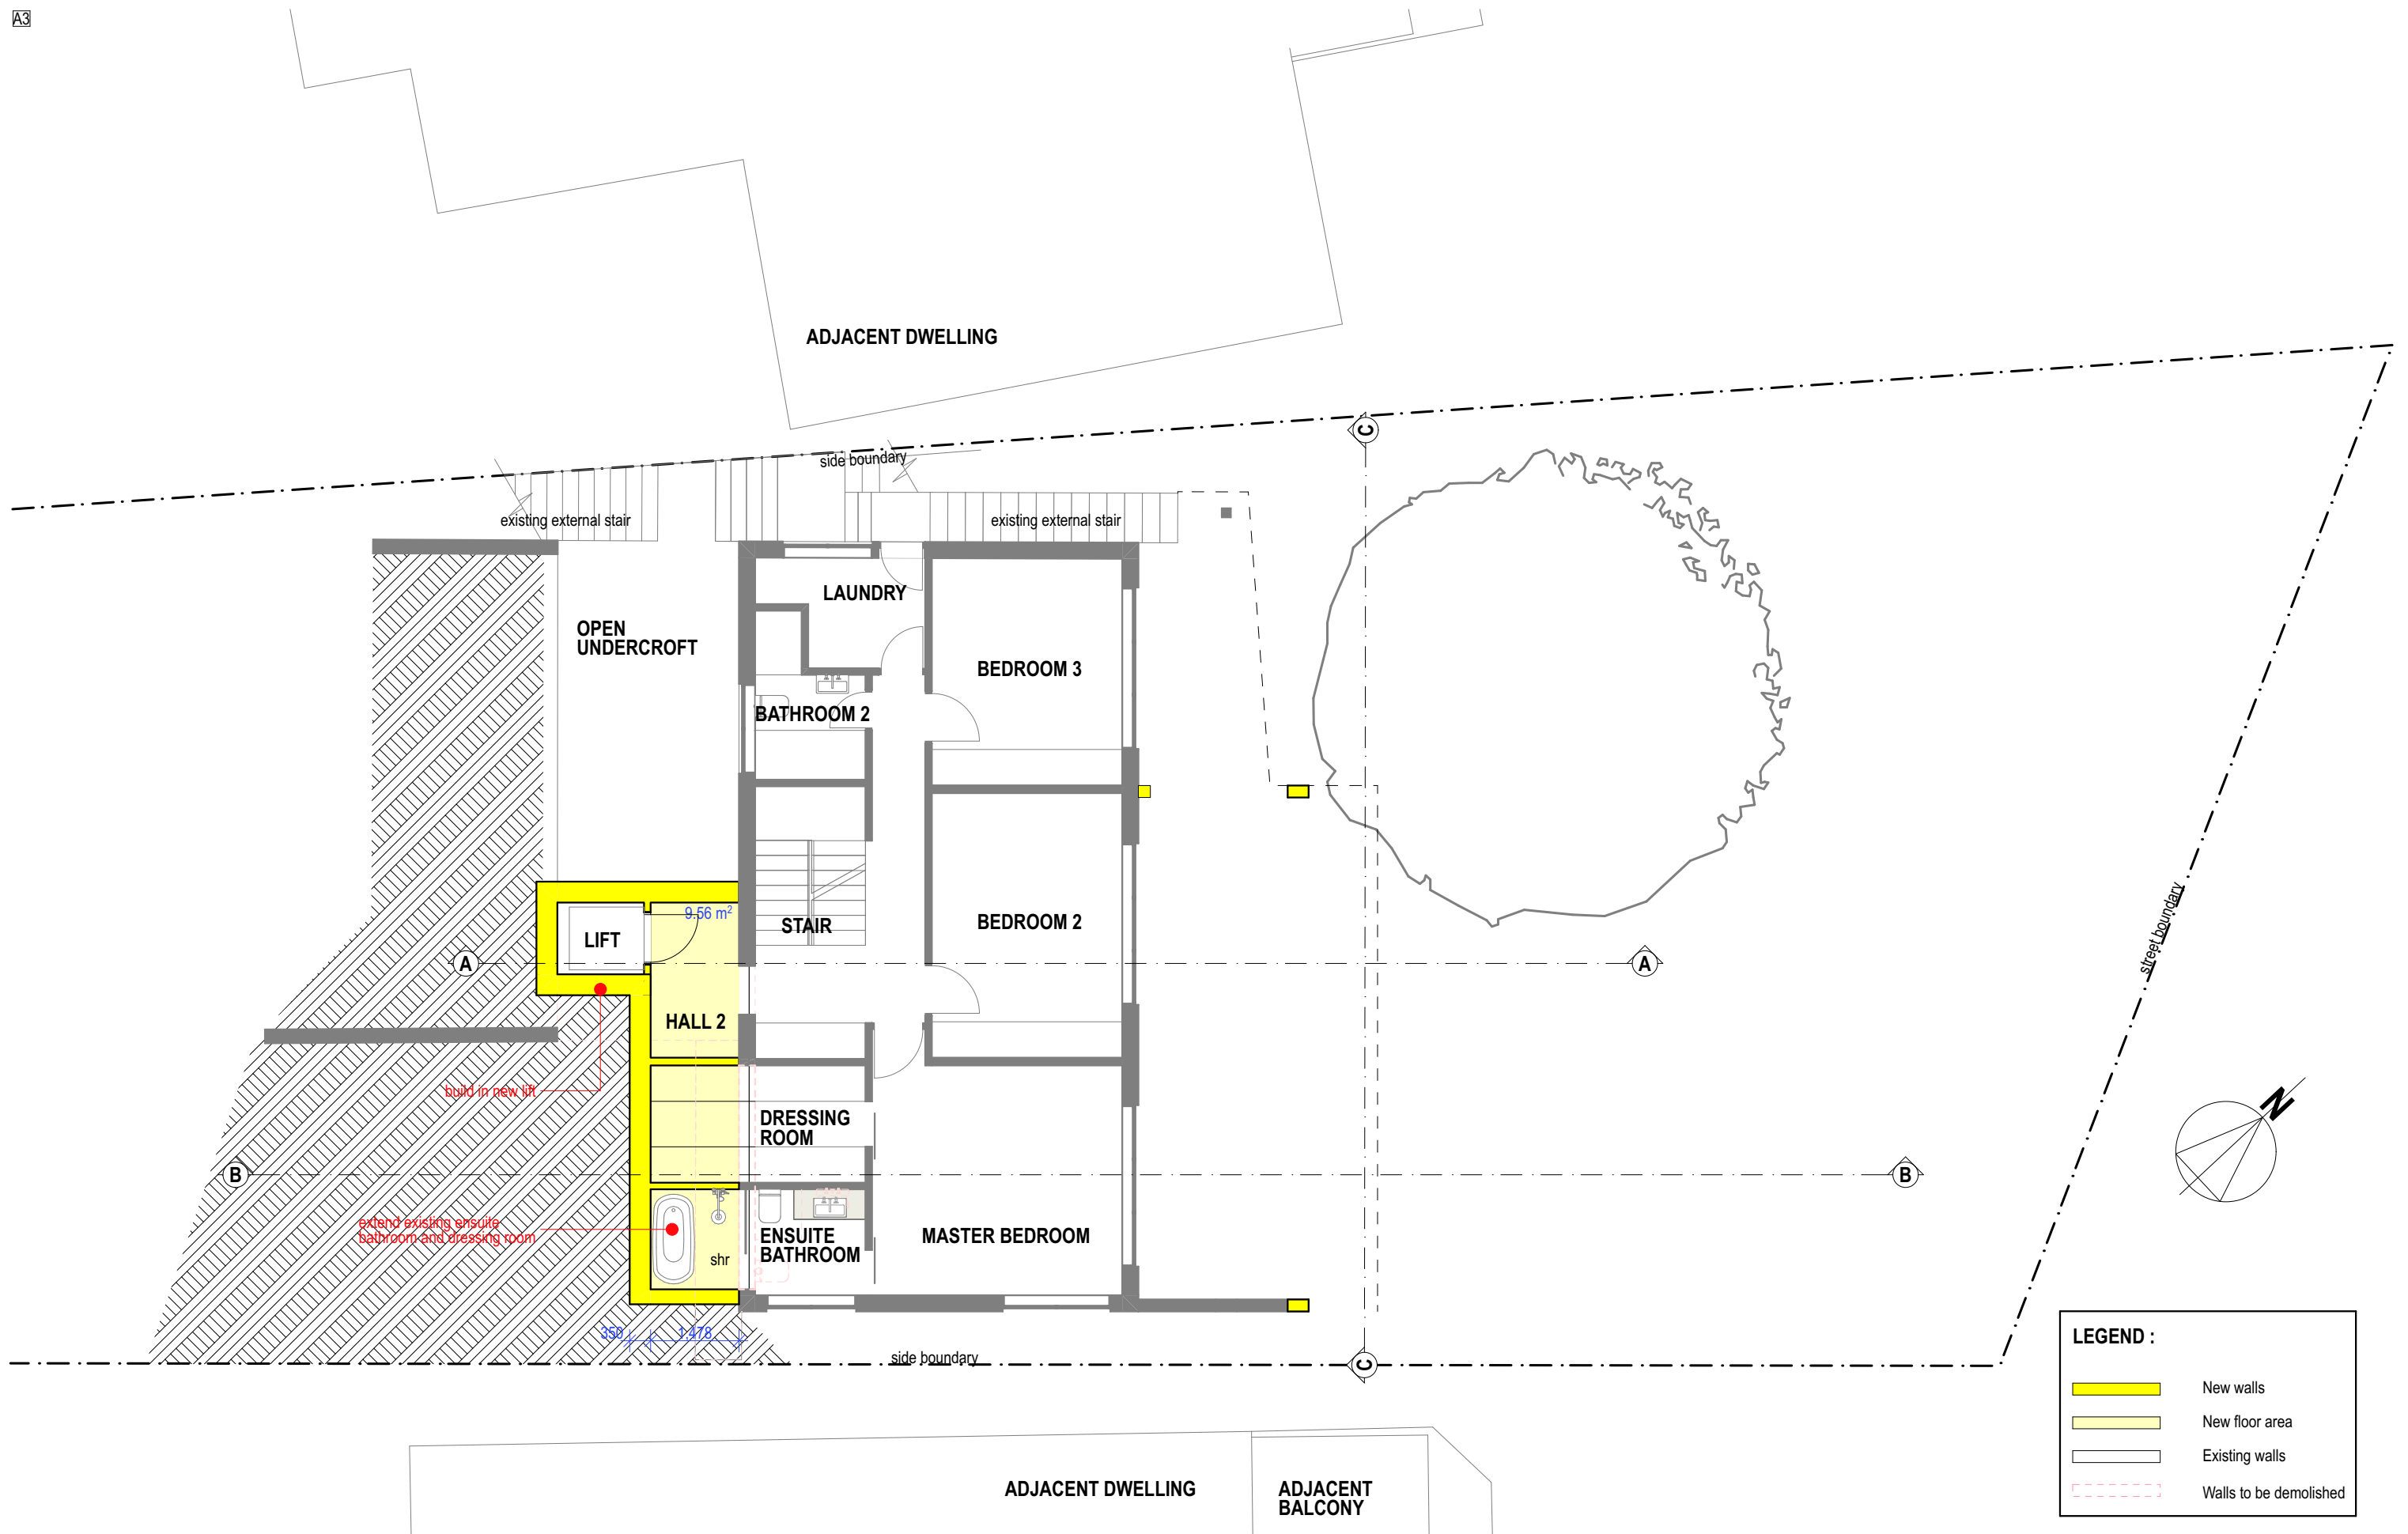 A3
ADJACENT DWELLING
C
side boundary
existing external stair
existing external stair
LAUNDRY
OPEN
UNDERCROFT
BEDROOM 3
BATHROOM 2
9.56 m²
STAIR
BEDROOM 2
LIFT
A
A
street boundary
HALL 2
build in new lift
DRESSING
ROOM
N
B
B
extend existing ensuite
bathroom and dressing room
ENSUITE
BATHROOM
MASTER BEDROOM
shr
350
1,478
side boundary
C
LEGEND :
New walls
New floor area
Existing walls
Walls to be demolished
ADJACENT DWELLING
ADJACENT
BALCONY